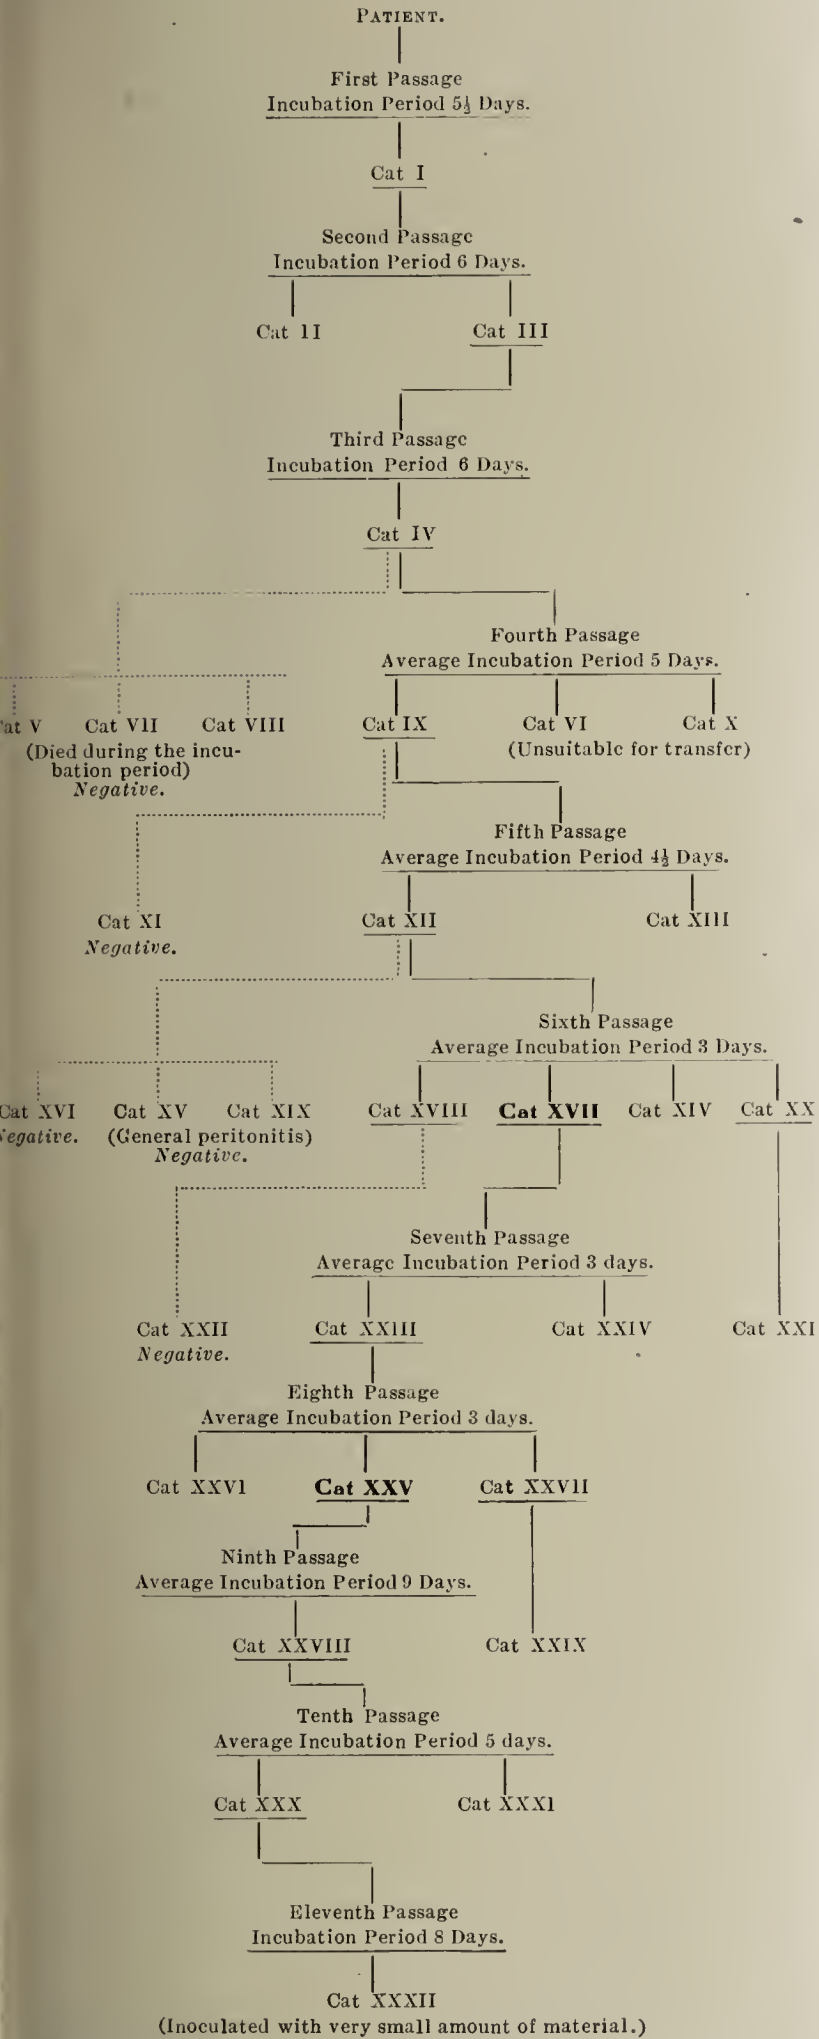 PATIENT.
First Passage
Incubation Period 5½ Days.
Cat I
Second Passage
Incubation Period 6 Days.
Cat II Cat III
Third Passage
Incubation Period 6 Days.
Cat IV
Fourth Passage
Average Incubation Period 5 Days.
at V Cat VII Cat VIII Cat IX Cat VI Cat X
(Died during the incu- (Unsuitable for transfer)
bation period)
Negative.
Fifth Passage
Average Incubation Period 4½ Days.
Cat XI Cat XII Cat XIII
Negative.
Sixth Passage
Average Incubation Period 3 Days.
Cat XVI Cat XV Cat XIX Cat XVIII Cat XVII Cat XIV Cat XX
egative. (General peritonitis)
Negative.
Seventh Passage
Average Incubation Period 3 days.
Cat XXII Cat XXIII Cat XXIV Cat XXI
Negative.
Eighth Passage
Average Incubation Period 3 days.
Cat XXVI Cat XXV Cat XXVII
Ninth Passage
Average Incubation Period 9 Days.
Cat XXVIII Cat XXIX
Tenth Passage
Average Incubation Period 5 days.
Cat XXX Cat XXXI
Eleventh Passage
Incubation Period 8 Days.
Cat XXXII
(Inoculated with very small amount of material.)